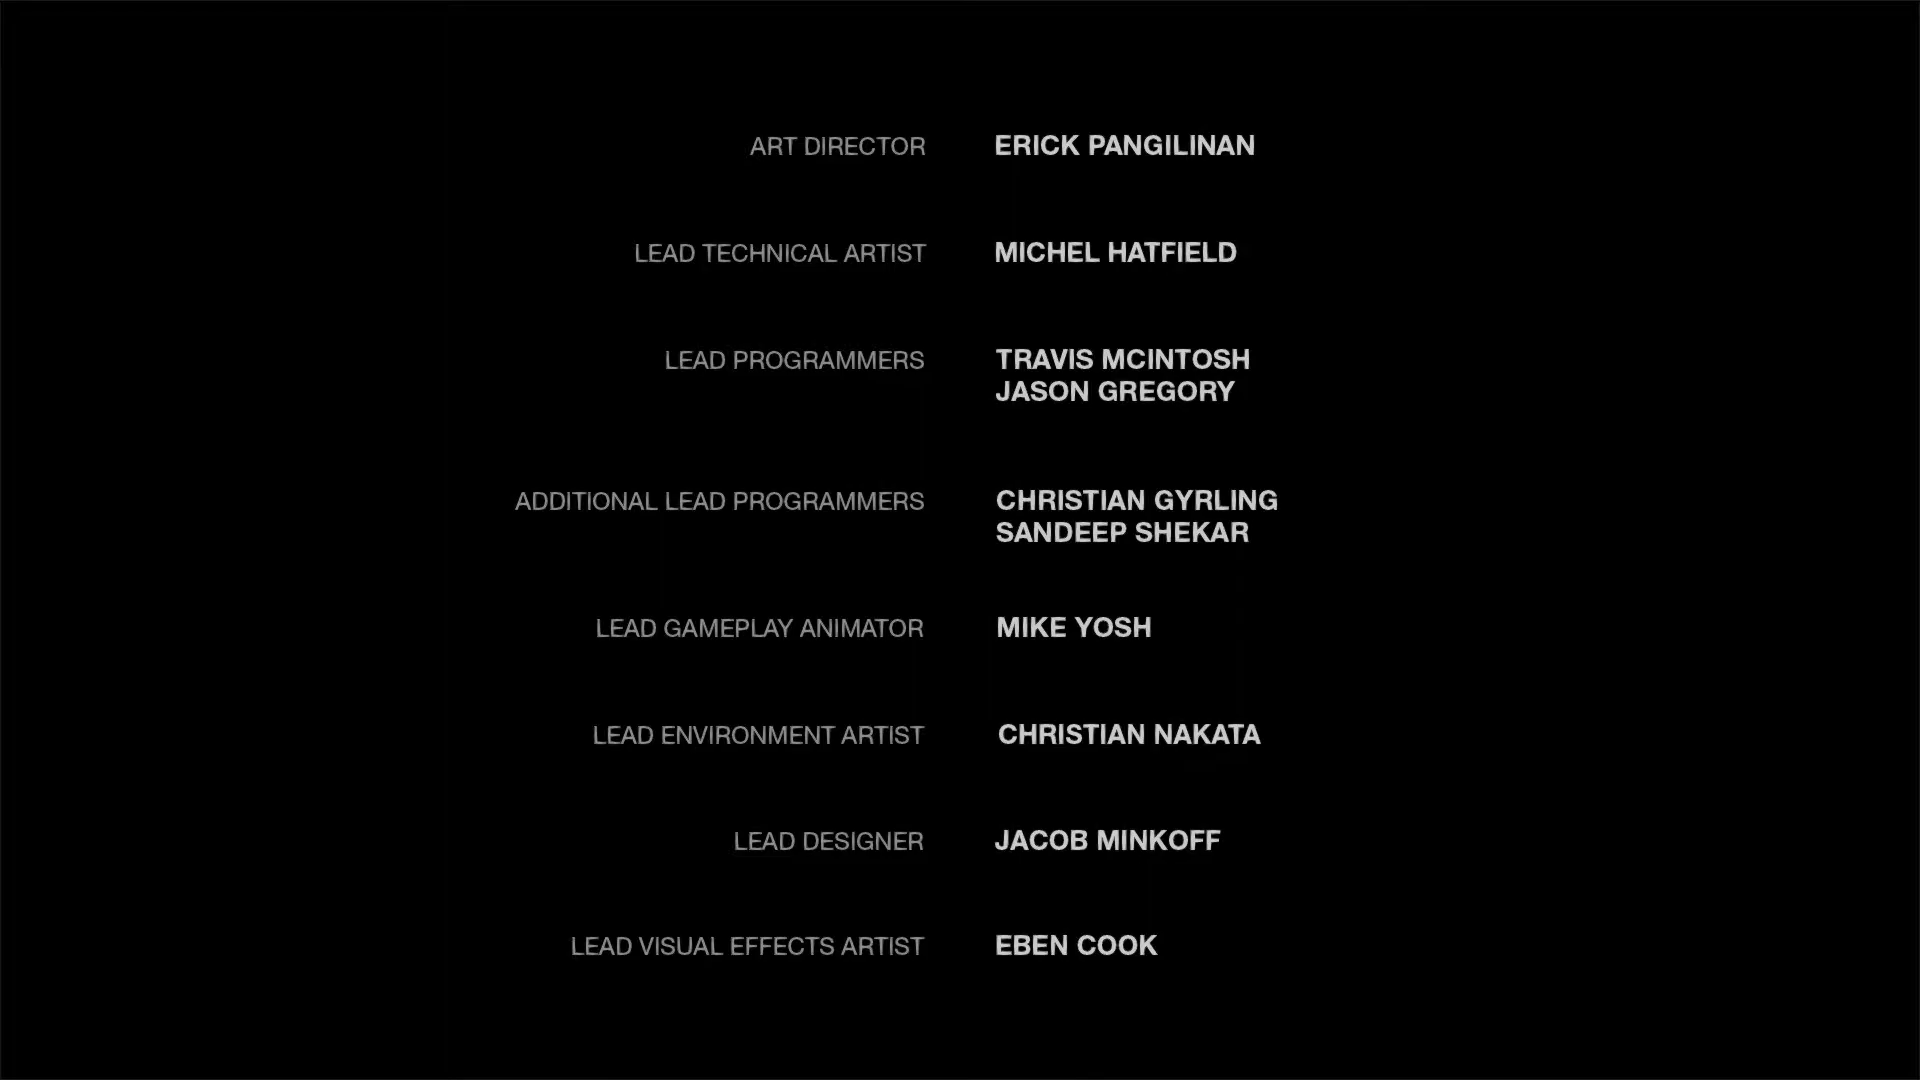 ART DIRECTOR ERICK PANGILINAN
LEAD TECHNICAL ARTIST MICHEL HATFIELD
LEAD PROGRAMMERS TRAVIS MCINTOSH
JASON GREGORY
ADDITIONAL LEAD PROGRAMMERS CHRISTIAN GYRLING
SANDEEP SHEKAR
LEAD GAMEPLAY ANIMATOR MIKE YOSH
LEAD ENVIRONMENT ARTIST CHRISTIAN NAKATA
LEAD DESIGNER JACOB MINKOFF
LEAD VISUAL EFFECTS ARTIST EBEN COOK